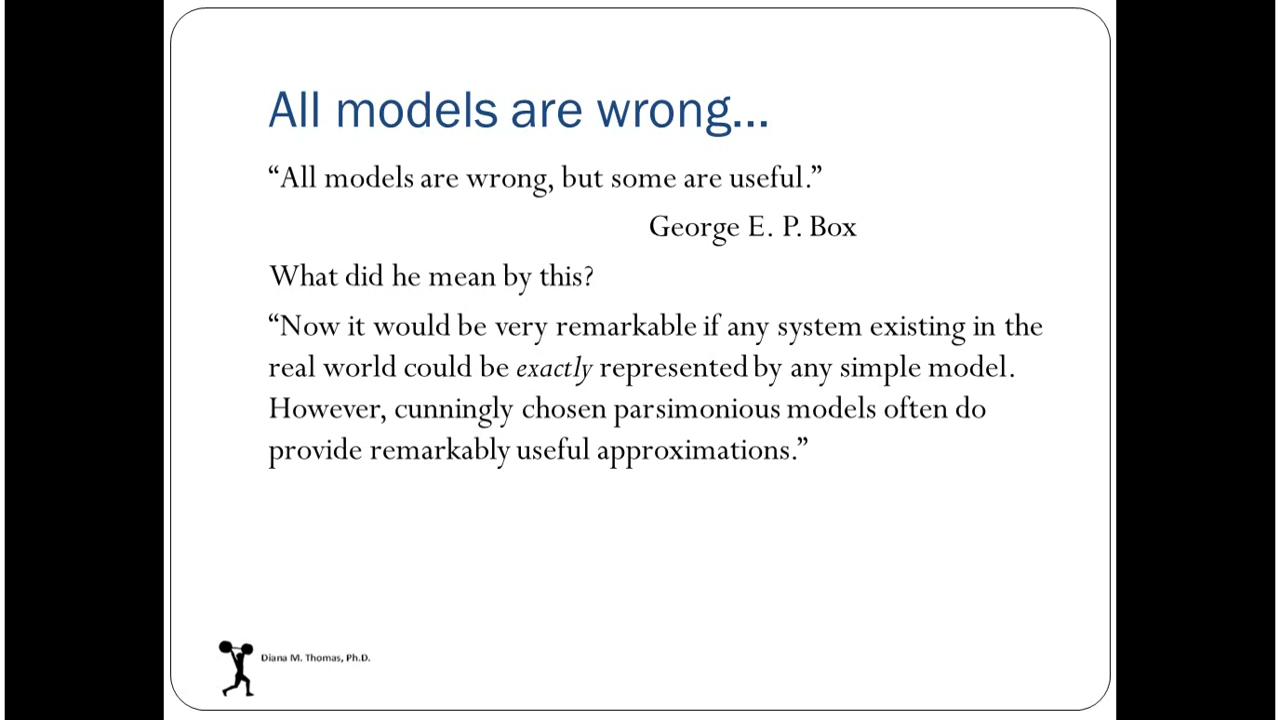 All models are wrong...
“All models are wrong, but some are useful.”
George E. P. Box
What did he mean by this?
“Now it would be very remarkable if any system existing in the
real world could be exactly represented by any simple model.
However, cunningly chosen parsimonious models often do
provide remarkably useful approximations.”
Diana M. Thomas, Ph.D.